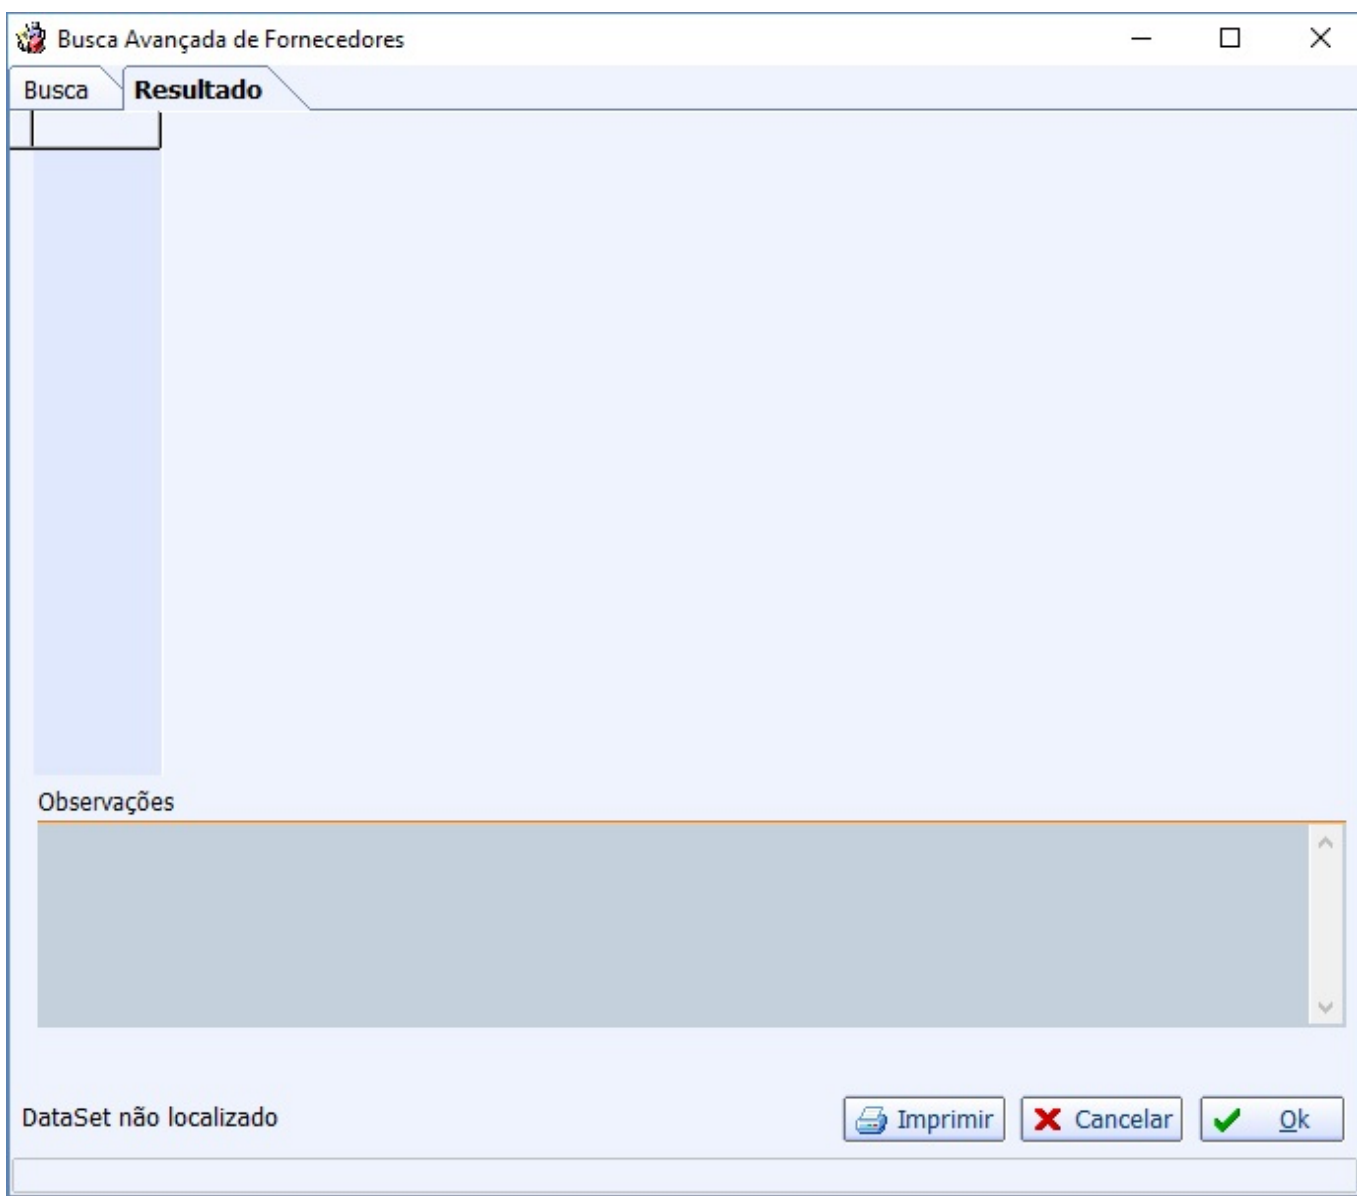 Busca Avançada de Fornecedores
Busca Resultado
Observações
DataSet não localizado Imprimir Cancelar Ok